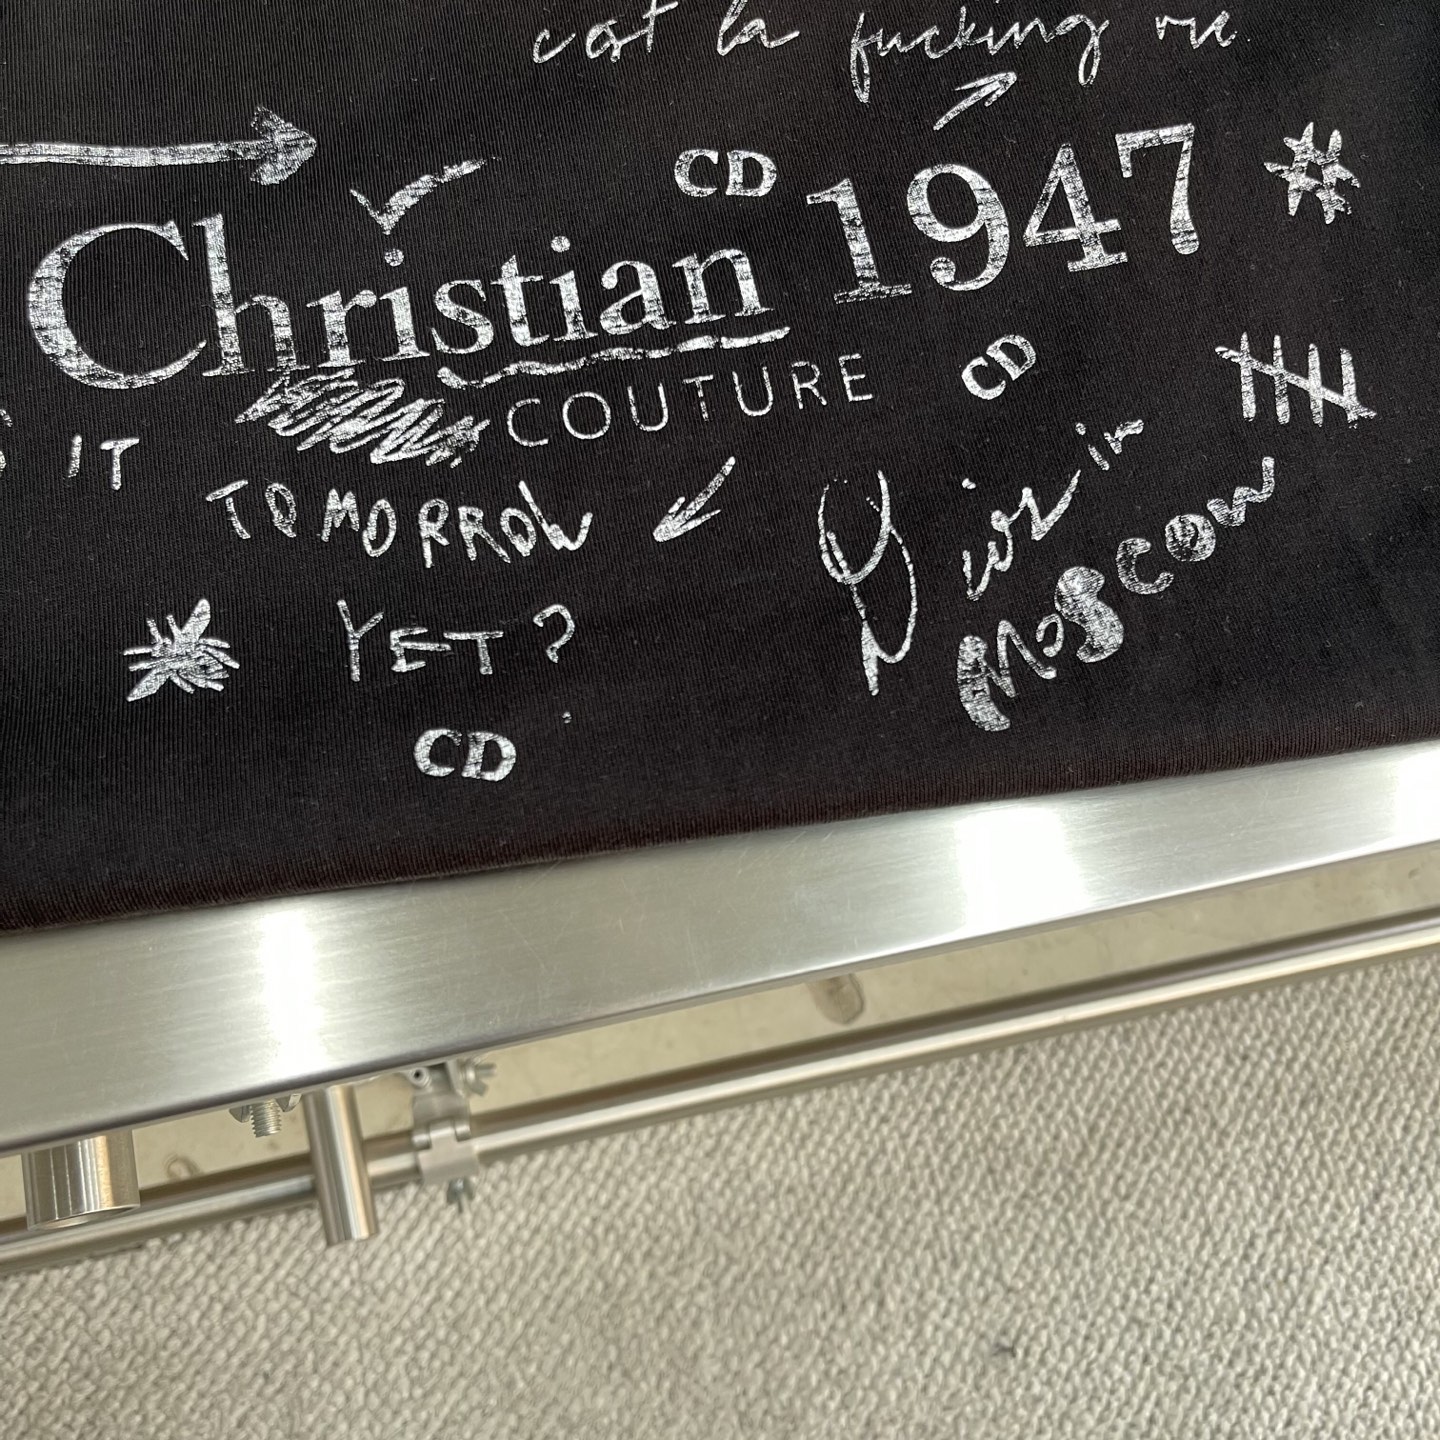 c'est la fucking vie
CD
Christian 1947
COUTURE
CD
IT
TOMORROW
YET?
CD
Dior in
MOSCOW